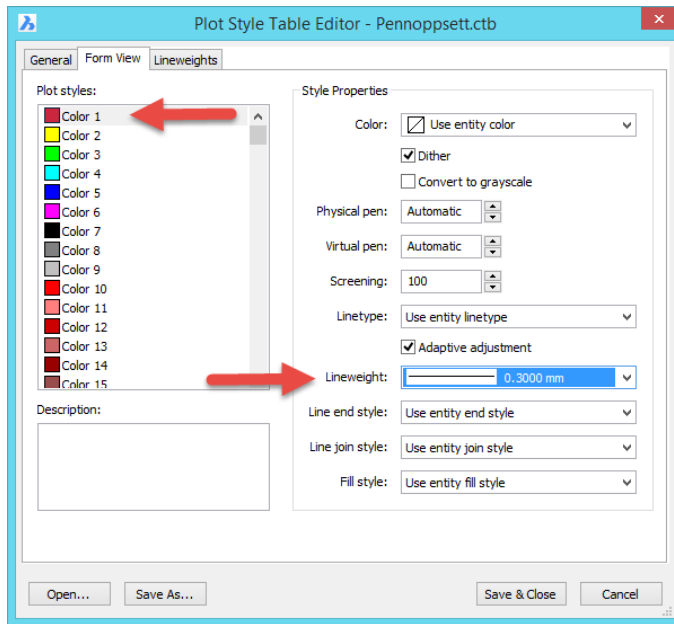 Plot Style Table Editor - Pennoppsett.ctb
General Form View Lineweights
Plot styles:
Color 1
Color 2
Color 3
Color 4
Color 5
Color 6
Color 7
Color 8
Color 9
Color 10
Color 11
Color 12
Color 13
Color 14
Color 15
Description:
Style Properties
Color: Use entity color
Dither
Convert to grayscale
Physical pen: Automatic
Virtual pen: Automatic
Screening: 100
Linetype: Use entity linetype
Adaptive adjustment
Lineweight: 0.3000 mm
Line end style: Use entity end style
Line join style: Use entity join style
Fill style: Use entity fill style
Open... Save As... Save & Close Cancel